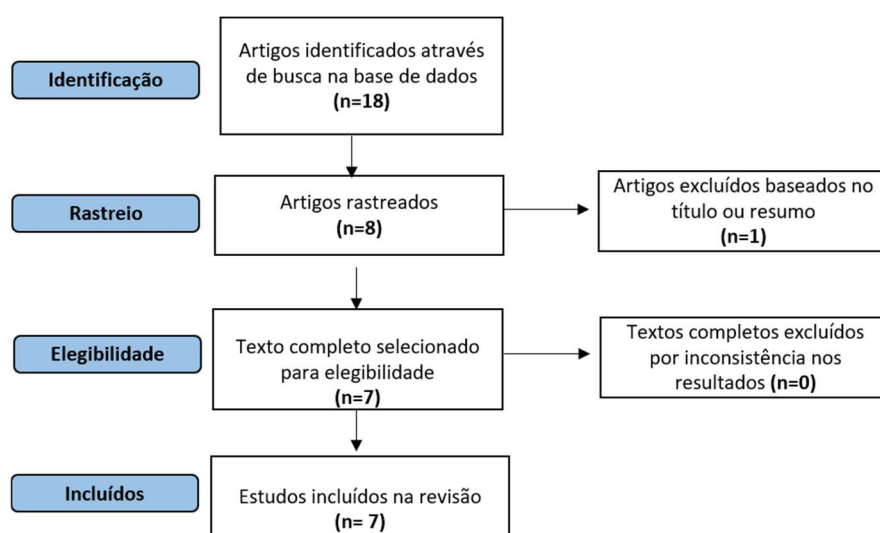 Identificação
Artigos identificados através
de busca na base de dados
(n=18)
Rastreio
Artigos rastreados
(n=8)
Artigos excluídos baseados no
título ou resumo
(n=1)
Elegibilidade
Texto completo selecionado
para elegibilidade
(n=7)
Textos completos excluídos
por inconsistência nos
resultados (n=0)
Incluídos
Estudos incluídos na revisão
(n= 7)